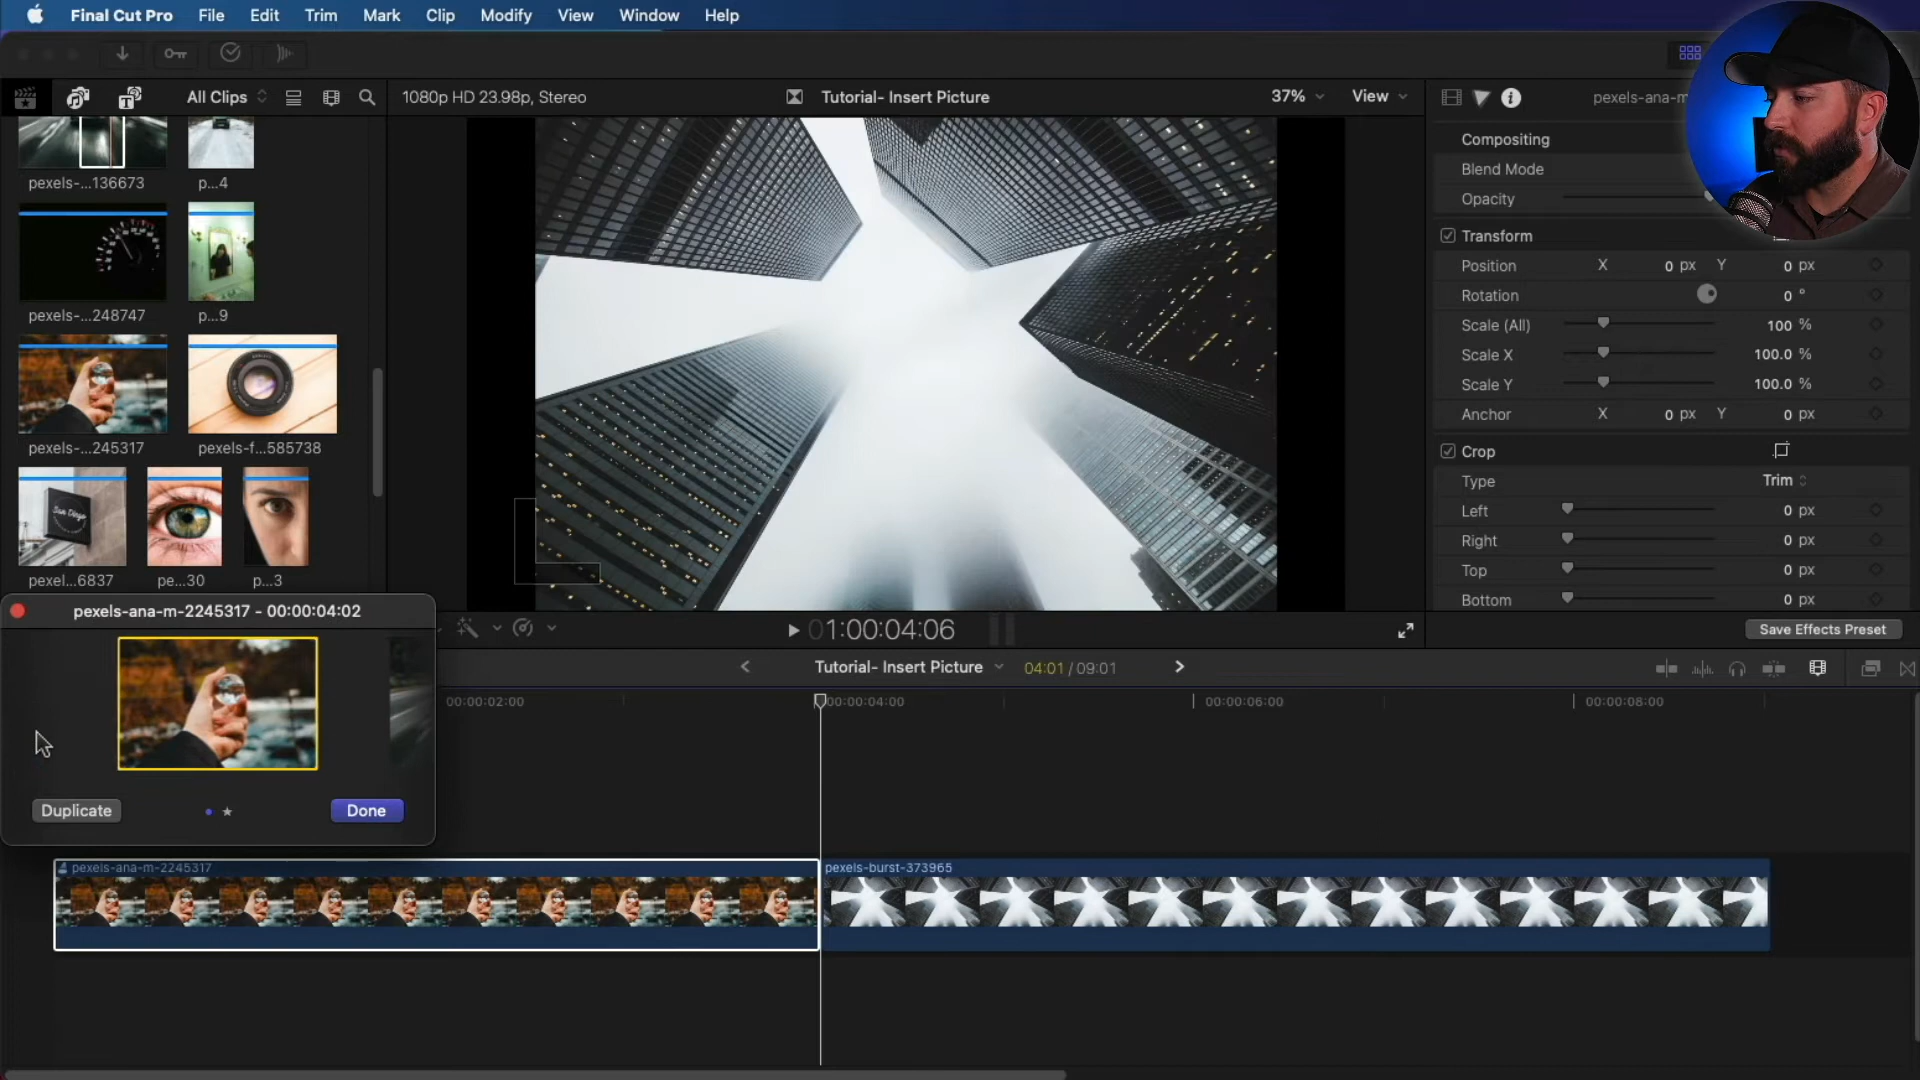 Final Cut Pro File Edit Trim Mark Clip Modify View Window Help
All Clips
1080p HD 23.98p, Stereo
Tutorial- Insert Picture
37%
View
pexels-ana-m
pexels-...136673
p...4
pexels-...248747
p...9
pexels-...245317
pexels-f...585738
San Diego
pexel...6837
pe...30
p...3
Compositing
Blend Mode
Opacity
Transform
Position X 0 px Y 0 px
Rotation 0 °
Scale (All) 100 %
Scale X 100.0 %
Scale Y 100.0 %
Anchor X 0 px Y 0 px
Crop
Type Trim
Left 0 px
Right 0 px
Top 0 px
Bottom 0 px
Save Effects Preset
pexels-ana-m-2245317 - 00:00:04:02
Duplicate
Done
01:00:04:06
Tutorial- Insert Picture
04:01 / 09:01
00:00:02:00
00:00:04:00
00:00:06:00
00:00:08:00
pexels-ana-m-2245317
pexels-burst-373965